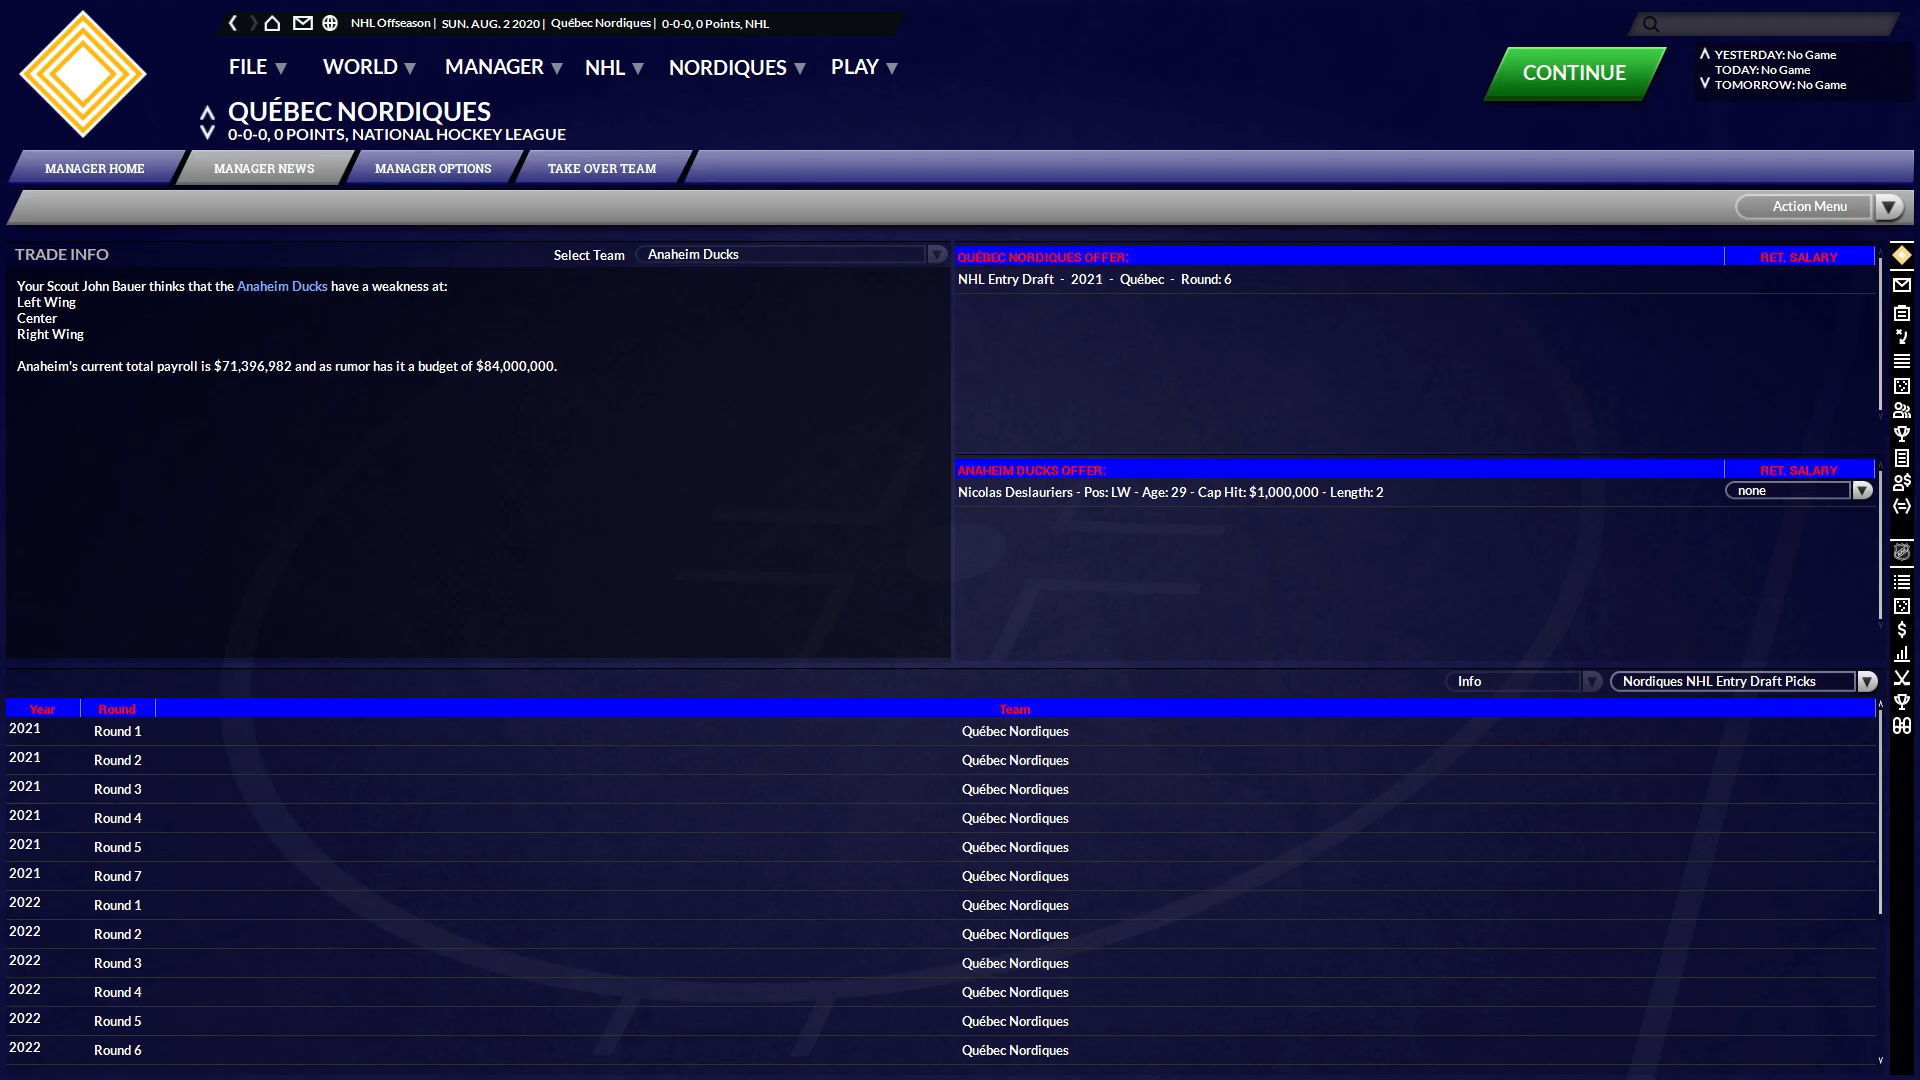 NHL Offseason | SUN. AUG. 2 2020 | Québec Nordiques | 0-0-0, 0 Points, NHL
FILE WORLD MANAGER NHL NORDIQUES PLAY
CONTINUE
YESTERDAY: No Game
TODAY: No Game
TOMORROW: No Game
QUÉBEC NORDIQUES
0-0-0, 0 POINTS, NATIONAL HOCKEY LEAGUE
MANAGER HOME MANAGER NEWS MANAGER OPTIONS TAKE OVER TEAM
Action Menu
TRADE INFO Select Team Anaheim Ducks
Your Scout John Bauer thinks that the Anaheim Ducks have a weakness at:
Left Wing
Center
Right Wing
Anaheim's current total payroll is $71,396,982 and as rumor has it a budget of $84,000,000.
QUÉBEC NORDIQUES OFFER: RET. SALARY
NHL Entry Draft - 2021 - Québec - Round: 6
ANAHEIM DUCKS OFFER: RET. SALARY
Nicolas Deslauriers - Pos: LW - Age: 29 - Cap Hit: $1,000,000 - Length: 2 none
Info Nordiques NHL Entry Draft Picks
Year Round Team
2021 Round 1 Québec Nordiques
2021 Round 2 Québec Nordiques
2021 Round 3 Québec Nordiques
2021 Round 4 Québec Nordiques
2021 Round 5 Québec Nordiques
2021 Round 7 Québec Nordiques
2022 Round 1 Québec Nordiques
2022 Round 2 Québec Nordiques
2022 Round 3 Québec Nordiques
2022 Round 4 Québec Nordiques
2022 Round 5 Québec Nordiques
2022 Round 6 Québec Nordiques